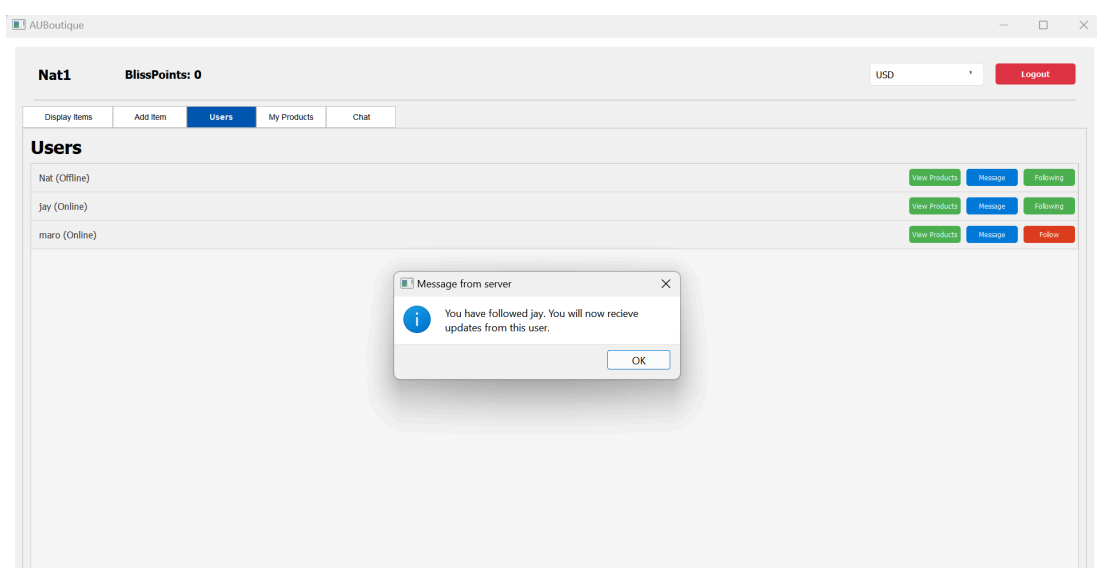 AUBoutique
Nat1 BlissPoints: 0 USD Logout
Display Items Add Item Users My Products Chat
Users
Nat (Offline) View Products Message Following
jay (Online) View Products Message Following
maro (Online) View Products Message Follow
Message from server
You have followed jay. You will now recieve
updates from this user.
OK